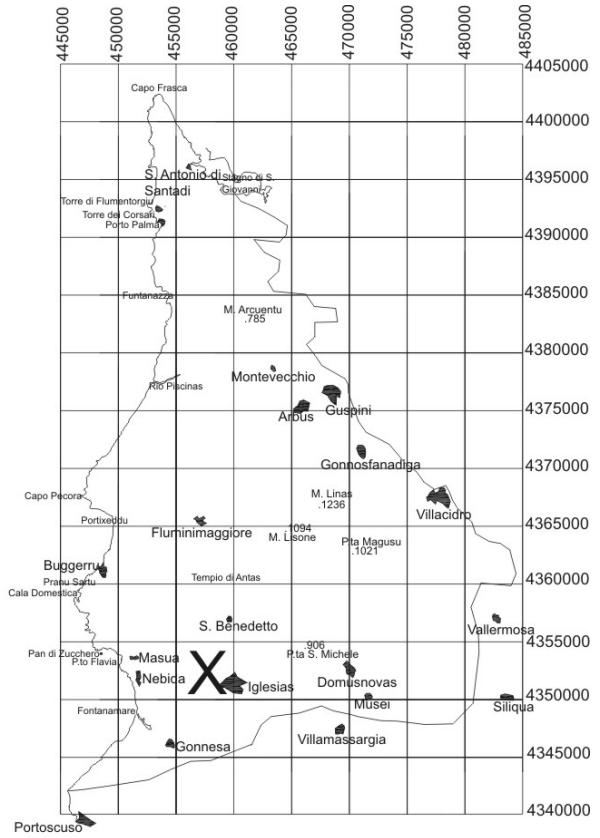 445000
450000
455000
460000
465000
470000
475000
480000
485000
4405000
Capo Frasca
4400000
S. Antonio di
Santadi
Stagno di S.
Giovanni
4395000
Torre di Flumentorgiu
Torre dei Corsari
Porto Palma
4390000
Funtanazza
4385000
M. Arcuentu
.785
4380000
Montevecchio
Rio Piscinas
4375000
Arbus
Guspini
Gonnosfanadiga
4370000
Capo Pecora
M. Linas
.1236
Villacidro
Portixeddu
4365000
Fluminimaggiore
1094
M. Lisone
P.ta Magusu
.1021
Buggerru
Pranu Sartu
Cala Domestica
Tempio di Antas
4360000
S. Benedetto
Vallermosa
4355000
Pan di Zucchero
P.to Flavia
Masua
Nebida
X
Iglesias
.906
P.ta S. Michele
Domusnovas
Musei
Siliqua
4350000
Fontanamare
Gonnesa
Villamassargia
4345000
4340000
Portoscuso